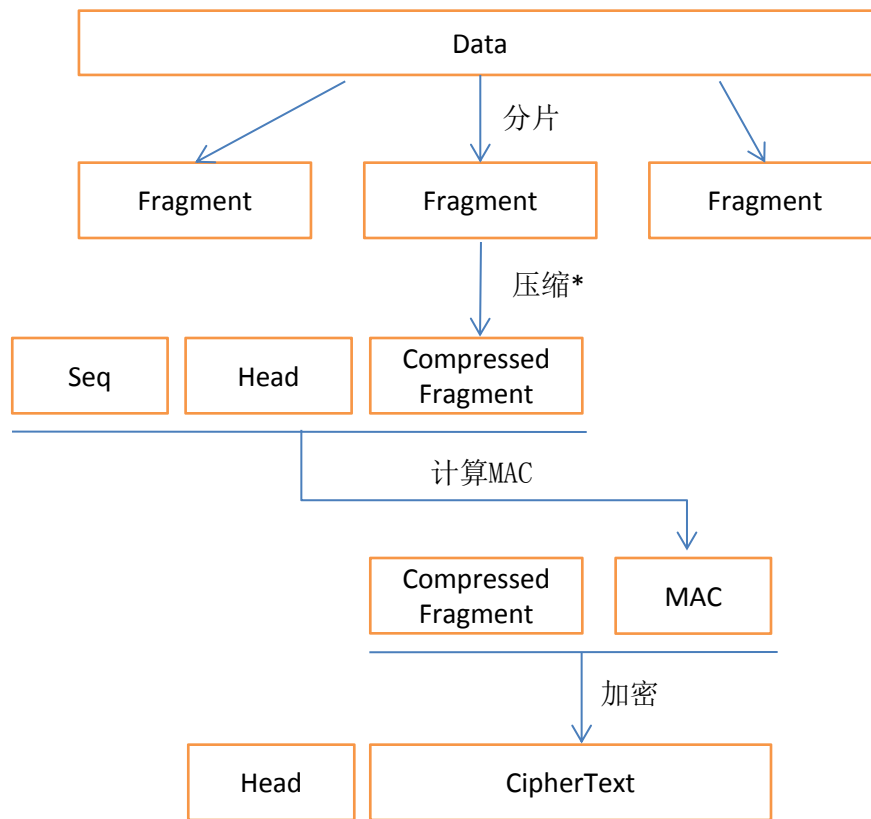 Data
分片
Fragment
Fragment
Fragment
压缩*
Seq
Head
Compressed
Fragment
计算MAC
Compressed
Fragment
MAC
加密
Head
CipherText